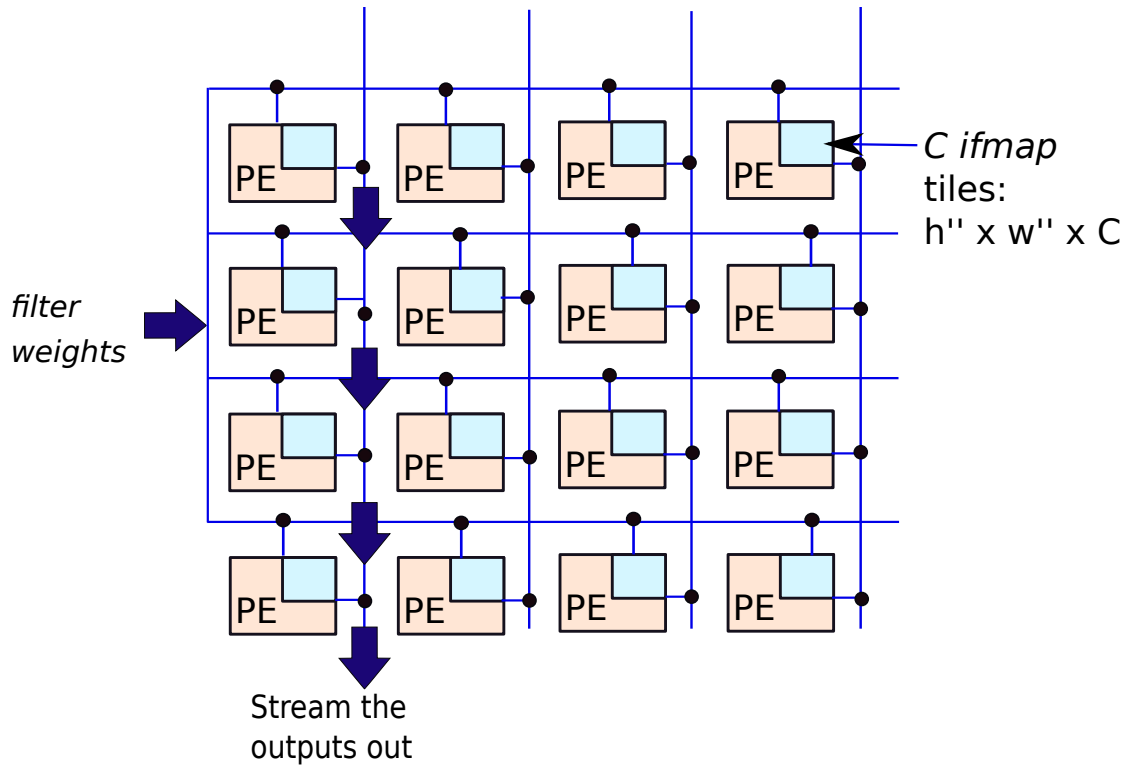 PE PE PE PE
C ifmap
tiles:
h'' x w'' x C
PE PE PE PE
filter
weights
PE PE PE PE
PE PE PE PE
Stream the
outputs out